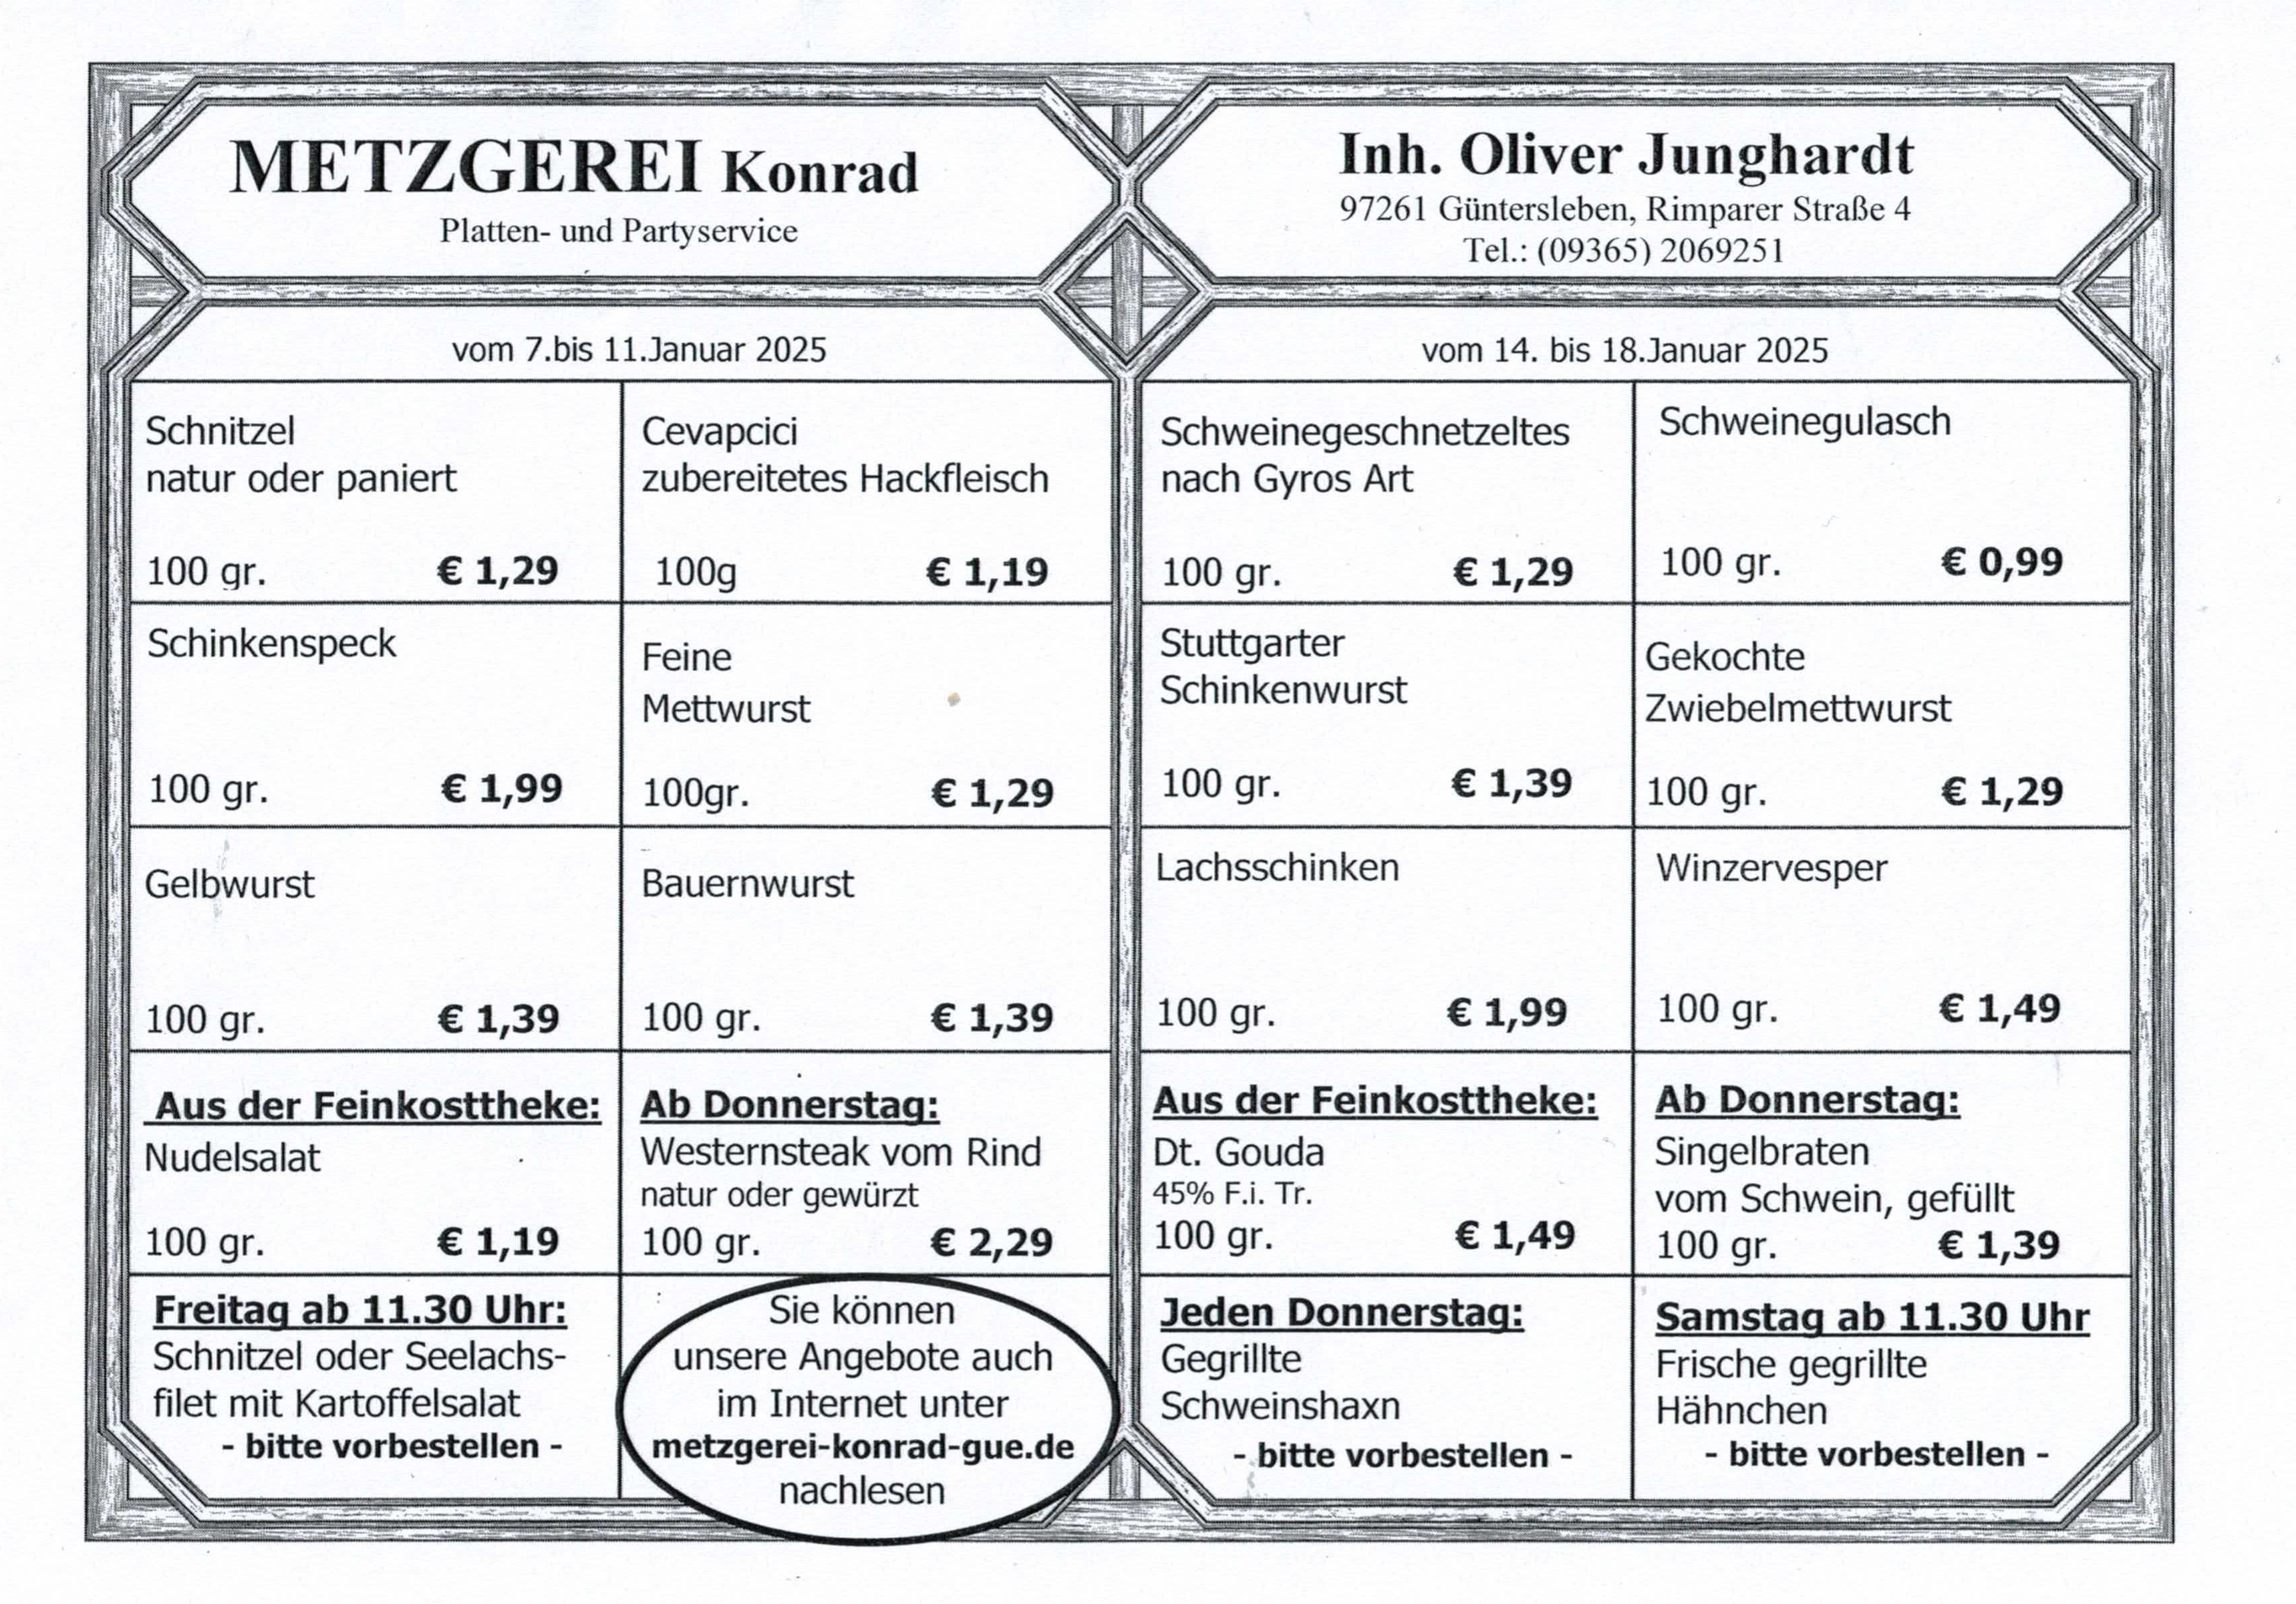 METZGEREI Konrad
Platten- und Partyservice
Inh. Oliver Junghardt
97261 Güntersleben, Rimparer Straße 4
Tel.: (09365) 2069251
vom 7.bis 11.Januar 2025
Schnitzel
natur oder paniert
100 gr. € 1,29
Cevapcici
zubereitetes Hackfleisch
100g € 1,19
Schinkenspeck
100 gr. € 1,99
Feine
Mettwurst
100gr. € 1,29
Gelbwurst
100 gr. € 1,39
Bauernwurst
100 gr. € 1,39
Aus der Feinkosttheke:
Nudelsalat
100 gr. € 1,19
Ab Donnerstag:
Westernsteak vom Rind
natur oder gewürzt
100 gr. € 2,29
Freitag ab 11.30 Uhr:
Schnitzel oder Seelachs-
filet mit Kartoffelsalat
- bitte vorbestellen -
Sie können
unsere Angebote auch
im Internet unter
metzgerei-konrad-gue.de
nachlesen
vom 14. bis 18.Januar 2025
Schweinegeschnetzeltes
nach Gyros Art
100 gr. € 1,29
Schweinegulasch
100 gr. € 0,99
Stuttgarter
Schinkenwurst
100 gr. € 1,39
Gekochte
Zwiebelmettwurst
100 gr. € 1,29
Lachsschinken
100 gr. € 1,99
Winzervesper
100 gr. € 1,49
Aus der Feinkosttheke:
Dt. Gouda
45% F.i. Tr.
100 gr. € 1,49
Ab Donnerstag:
Singelbraten
vom Schwein, gefüllt
100 gr. € 1,39
Jeden Donnerstag:
Gegrillte
Schweinshaxn
- bitte vorbestellen -
Samstag ab 11.30 Uhr
Frische gegrillte
Hähnchen
- bitte vorbestellen -